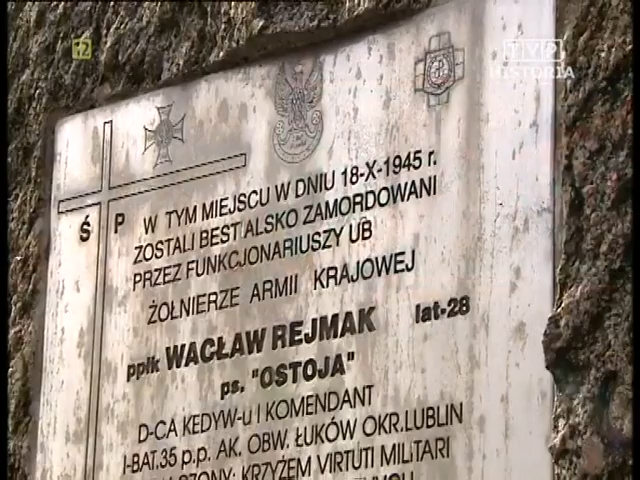 12
TVP
HISTORIA
Ś P
W TYM MIEJSCU W DNIU 18-X-1945 r.
ZOSTALI BESTIALSKO ZAMORDOWANI
PRZEZ FUNKCJONARIUSZY UB
ŻOŁNIERZE ARMII KRAJOWEJ
ppłk WACŁAW REJMAK lat-28
ps. "OSTOJA"
D-CA KEDYW-u I KOMENDANT
I-BAT.35 p.p. AK. OBW. ŁUKÓW OKR.LUBLIN
KRZYŻEM VIRTUTI MILITARI